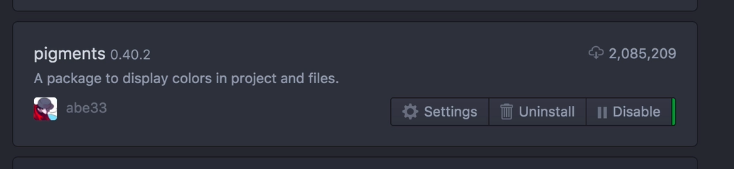 pigments 0.40.2
2,085,209
A package to display colors in project and files.
abe33
Settings
Uninstall
Disable